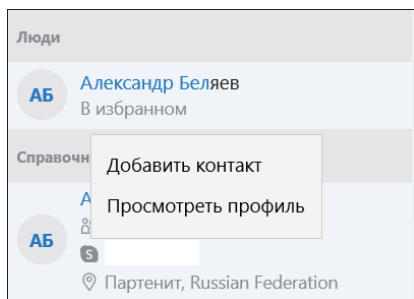 Люди
АБ
Александр Беляев
В избранном
Справочн
Добавить контакт
Просмотреть профиль
А
АБ
Партенит, Russian Federation